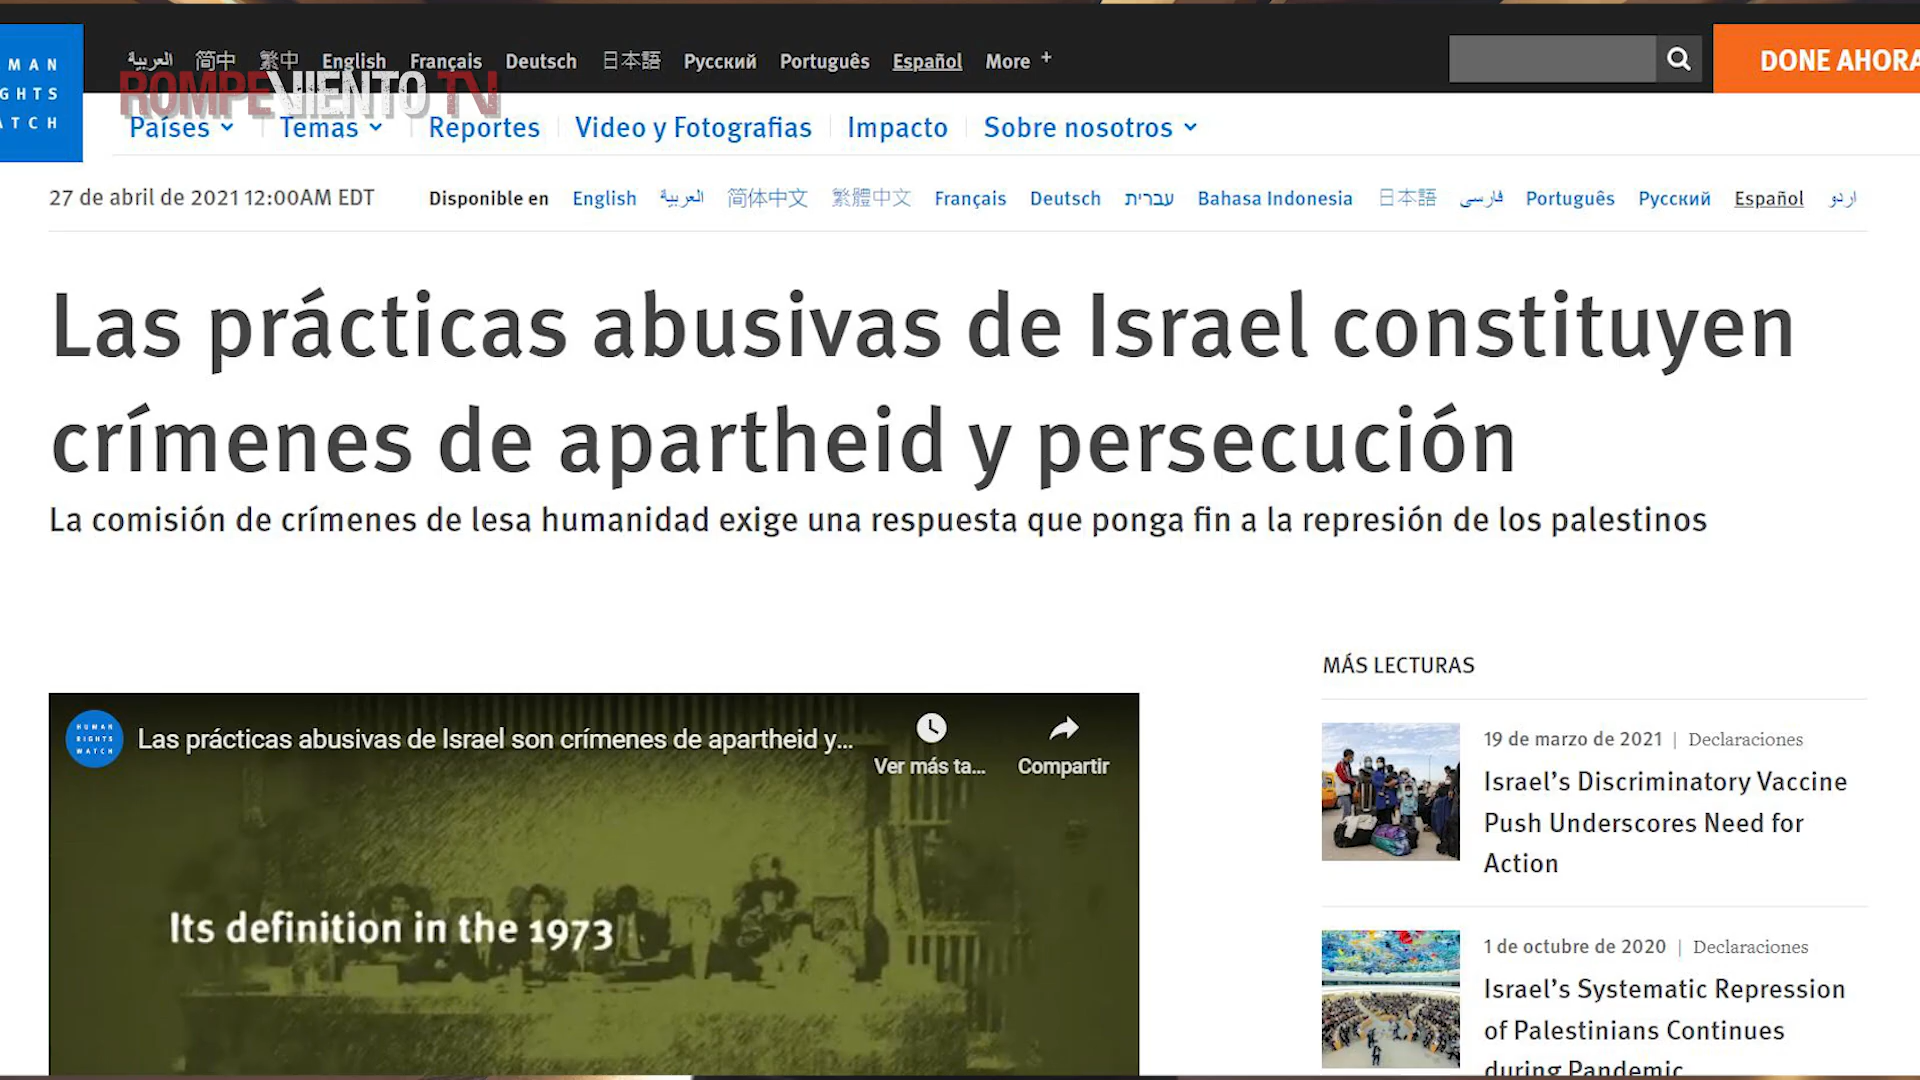 العربية 简中 繁中 English Français Deutsch 日本語 Русский Português Español More +
DONE AHORA
MAN
GHTS
ATCH
ROMPEVIENTO TV
Países Temas Reportes Video y Fotografias Impacto Sobre nosotros
27 de abril de 2021 12:00AM EDT Disponible en English العربية 简体中文 繁體中文 Français Deutsch עברית Bahasa Indonesia 日本語 فارسی Português Русский Español اردو
Las prácticas abusivas de Israel constituyen
crímenes de apartheid y persecución
La comisión de crímenes de lesa humanidad exige una respuesta que ponga fin a la represión de los palestinos
HUMAN
RIGHTS
WATCH
Las prácticas abusivas de Israel son crímenes de apartheid y...
Ver más ta... Compartir
Its definition in the 1973
MÁS LECTURAS
19 de marzo de 2021 | Declaraciones
Israel’s Discriminatory Vaccine
Push Underscores Need for
Action
1 de octubre de 2020 | Declaraciones
Israel’s Systematic Repression
of Palestinians Continues
during Pandemic